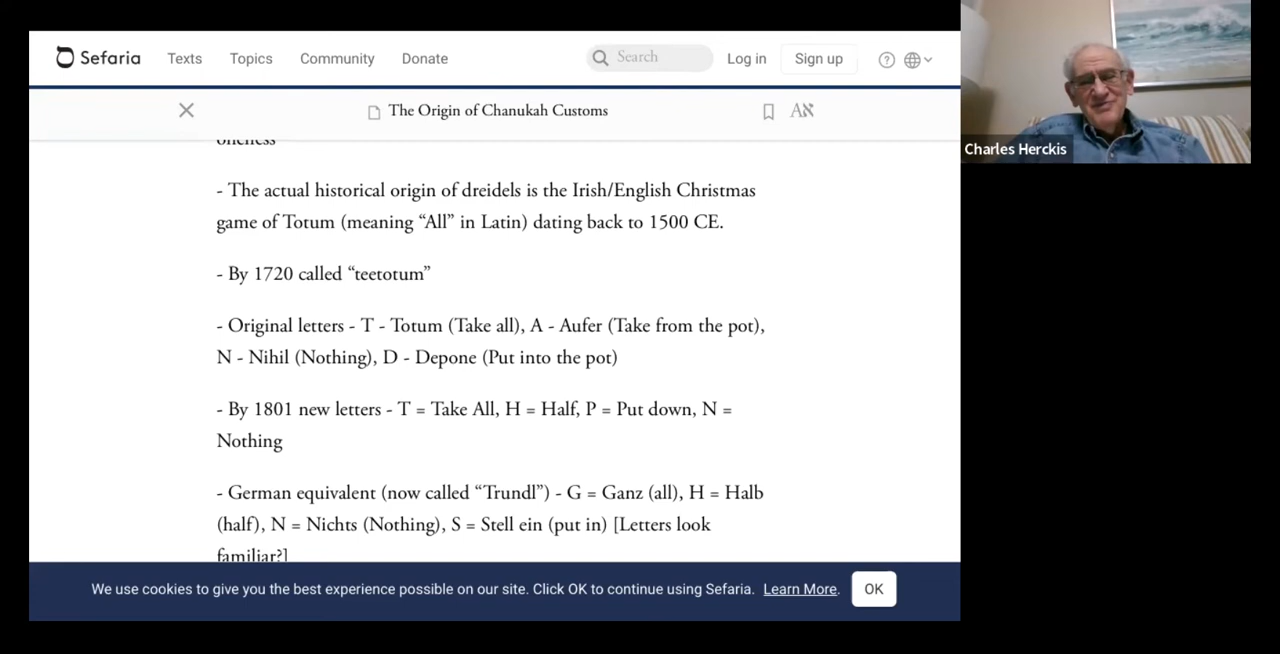 Sefaria Texts Topics Community Donate Search Log in Sign up
The Origin of Chanukah Customs Aא
oneness
- The actual historical origin of dreidels is the Irish/English Christmas
game of Totum (meaning “All” in Latin) dating back to 1500 CE.
- By 1720 called “teetotum”
- Original letters - T - Totum (Take all), A - Aufer (Take from the pot),
N - Nihil (Nothing), D - Depone (Put into the pot)
- By 1801 new letters - T = Take All, H = Half, P = Put down, N =
Nothing
- German equivalent (now called “Trundl”) - G = Ganz (all), H = Halb
(half), N = Nichts (Nothing), S = Stell ein (put in) [Letters look
familiar?]
We use cookies to give you the best experience possible on our site. Click OK to continue using Sefaria. Learn More. OK
Charles Herckis